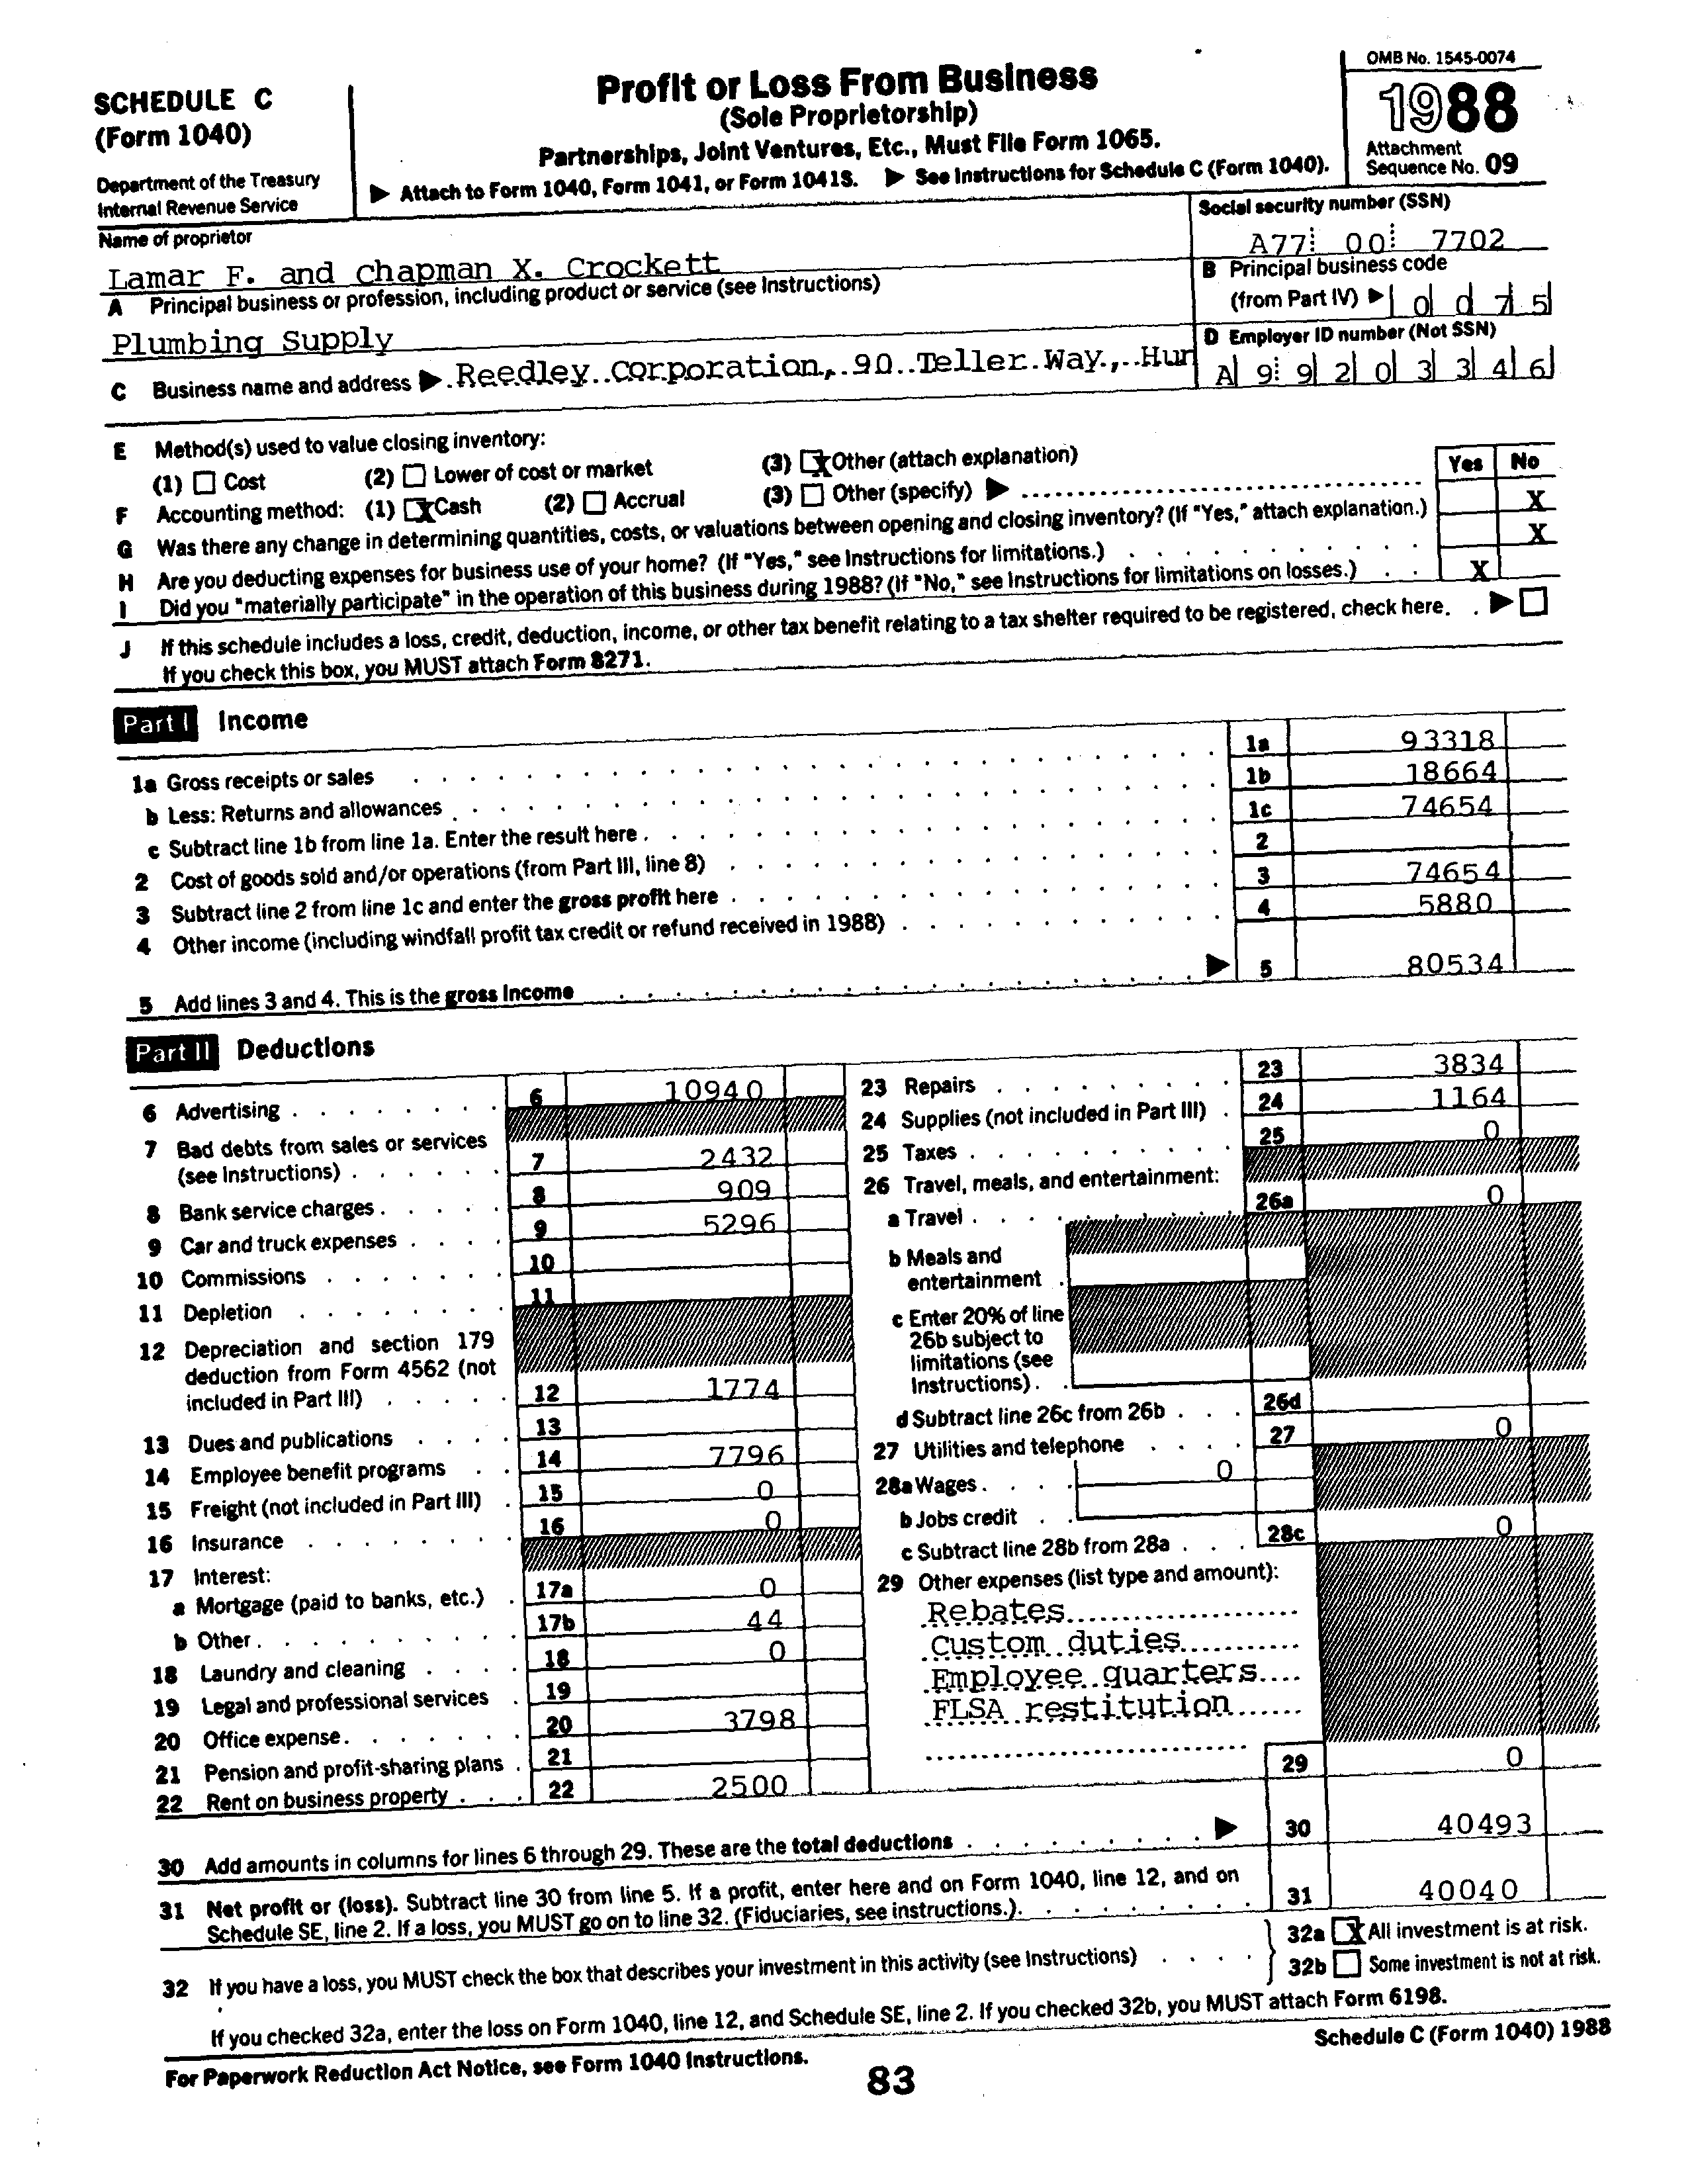 SCHEDULE C
(Form 1040)
Department of the Treasury
Internal Revenue Service
Profit or Loss From Business
(Sole Proprietorship)
Partnerships, Joint Ventures, Etc., Must File Form 1065.
▶ Attach to Form 1040, Form 1041, or Form 1041S. ▶ See Instructions for Schedule C (Form 1040).
OMB No. 1545-0074
1988
Attachment
Sequence No. 09
Name of proprietor
Lamar F. and Chapman X. Crockett
Social security number (SSN)
A77 00 7702
A Principal business or profession, including product or service (see Instructions)
Plumbing Supply
B Principal business code
(from Part IV) ▶ 0 0 7 5
C Business name and address ▶ Reedley Corporation, 90 Teller Way, Hur
D Employer ID number (Not SSN)
A 9 9 2 0 3 3 4 6
E Method(s) used to value closing inventory:
(1) Cost (2) Lower of cost or market (3) X Other (attach explanation)
F Accounting method: (1) X Cash (2) Accrual (3) Other (specify) ▶
Yes No
G Was there any change in determining quantities, costs, or valuations between opening and closing inventory? (If "Yes," attach explanation.) X
H Are you deducting expenses for business use of your home? (If "Yes," see Instructions for limitations.) X
I Did you "materially participate" in the operation of this business during 1988? (If "No," see Instructions for limitations on losses.) X
J If this schedule includes a loss, credit, deduction, income, or other tax benefit relating to a tax shelter required to be registered, check here. ▶
If you check this box, you MUST attach Form 8271.
Part I Income
1a Gross receipts or sales 1a 93318
b Less: Returns and allowances 1b 18664
c Subtract line 1b from line 1a. Enter the result here 1c 74654
2 Cost of goods sold and/or operations (from Part III, line 8) 2
3 Subtract line 2 from line 1c and enter the gross profit here 3 74654
4 Other income (including windfall profit tax credit or refund received in 1988) 4 5880
5 Add lines 3 and 4. This is the gross income ▶ 5 80534
Part II Deductions
6 Advertising 6 10940
7 Bad debts from sales or services
(see Instructions) 7 2432
8 Bank service charges 8 909
9 Car and truck expenses 9 5296
10 Commissions 10
11 Depletion 11
12 Depreciation and section 179
deduction from Form 4562 (not
included in Part III) 12 1774
13 Dues and publications 13
14 Employee benefit programs 14 7796
15 Freight (not included in Part III) 15 0
16 Insurance 16 0
17 Interest:
a Mortgage (paid to banks, etc.) 17a 0
b Other 17b 44
18 Laundry and cleaning 18 0
19 Legal and professional services 19
20 Office expense 20 3798
21 Pension and profit-sharing plans 21
22 Rent on business property 22 2500
23 Repairs 23 3834
24 Supplies (not included in Part III) 24 1164
25 Taxes 25 0
26 Travel, meals, and entertainment:
a Travel 26a 0
b Meals and
entertainment
c Enter 20% of line
26b subject to
limitations (see
Instructions)
d Subtract line 26c from 26b 26d
27 Utilities and telephone 27 0
28a Wages 0
b Jobs credit
c Subtract line 28b from 28a 28c 0
29 Other expenses (list type and amount):
Rebates
Custom duties
Employee quarters
FLSA restitution
29 0
30 Add amounts in columns for lines 6 through 29. These are the total deductions ▶ 30 40493
31 Net profit or (loss). Subtract line 30 from line 5. If a profit, enter here and on Form 1040, line 12, and on
Schedule SE, line 2. If a loss, you MUST go on to line 32. (Fiduciaries, see instructions.) 31 40040
32 If you have a loss, you MUST check the box that describes your investment in this activity (see Instructions)
32a X All investment is at risk.
32b Some investment is not at risk.
If you checked 32a, enter the loss on Form 1040, line 12, and Schedule SE, line 2. If you checked 32b, you MUST attach Form 6198.
For Paperwork Reduction Act Notice, see Form 1040 Instructions.
Schedule C (Form 1040) 1988
83